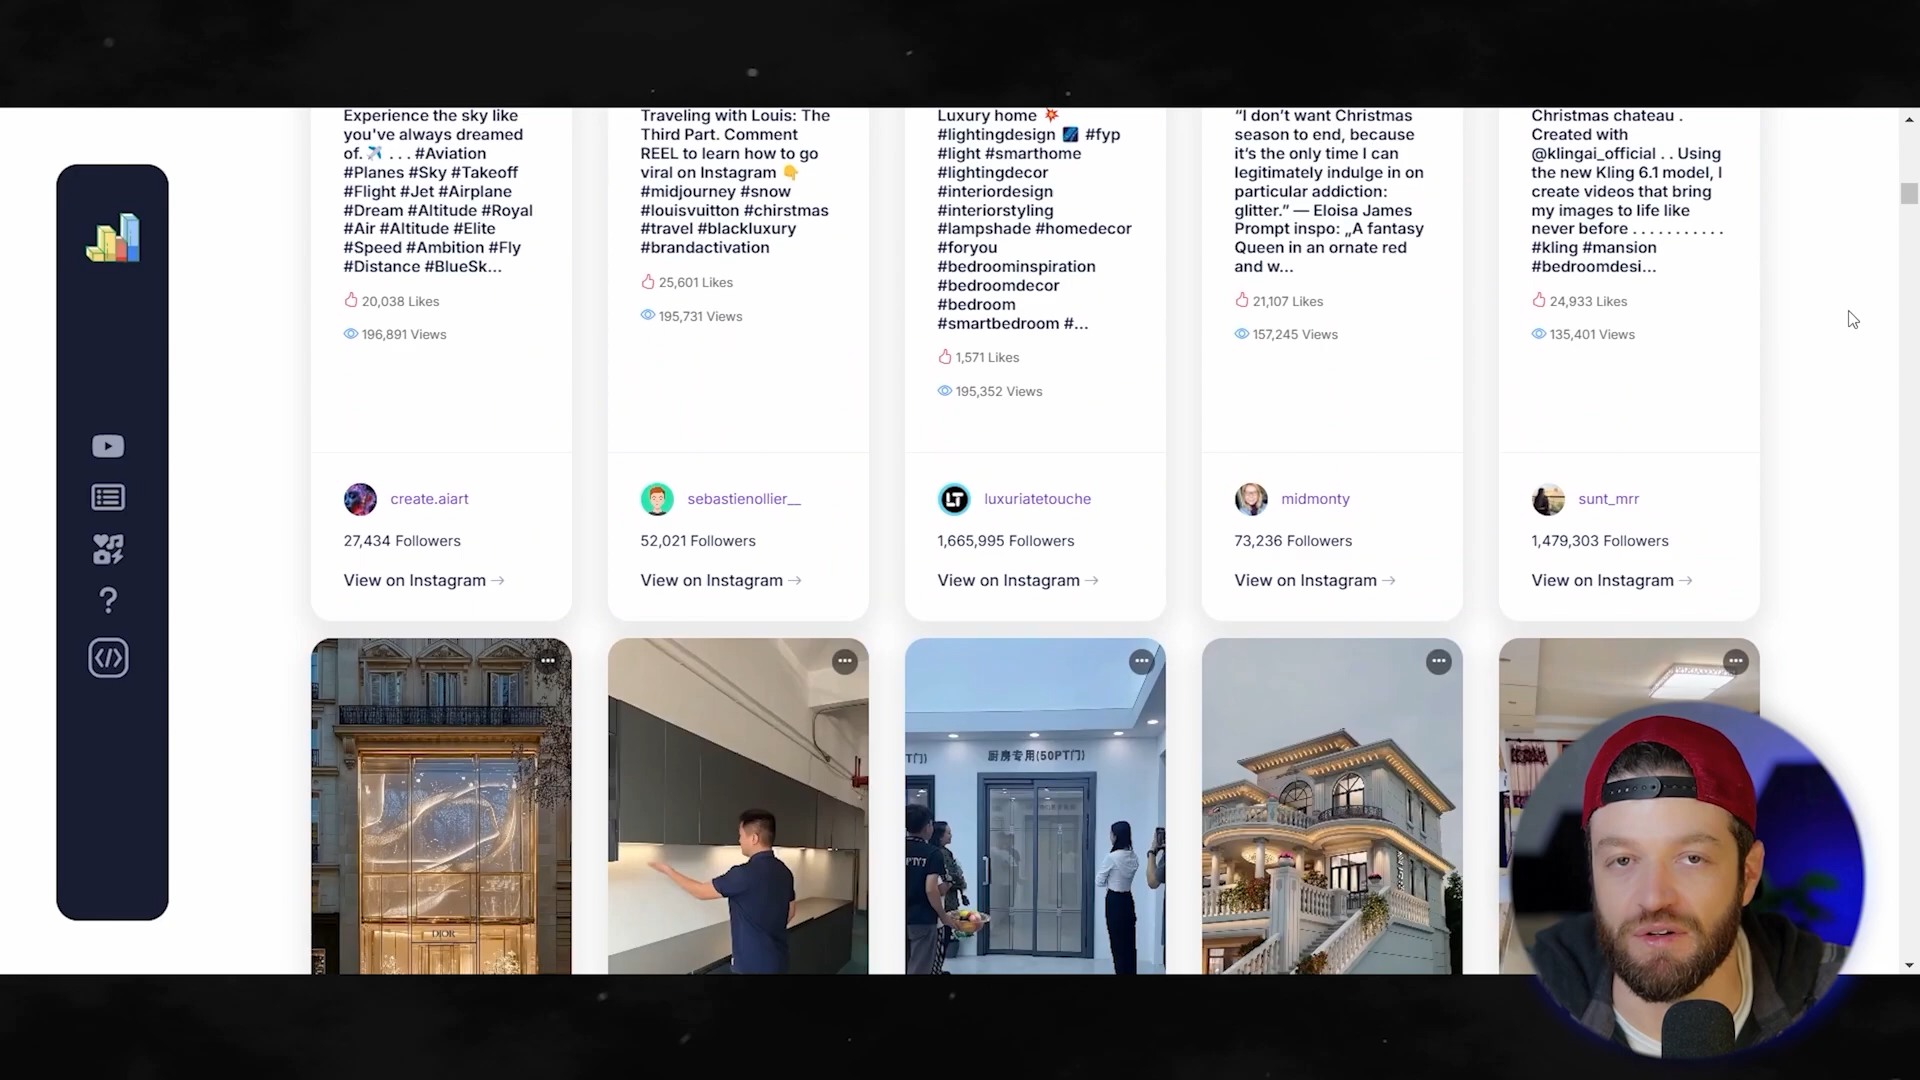 Experience the sky like
you've always dreamed
of. ✈️ . . . #Aviation
#Planes #Sky #Takeoff
#Flight #Jet #Airplane
#Dream #Altitude #Royal
#Air #Altitude #Elite
#Speed #Ambition #Fly
#Distance #BlueSk...
20,038 Likes
196,891 Views
create.aiart
27,434 Followers
View on Instagram →
Traveling with Louis: The
Third Part. Comment
REEL to learn how to go
viral on Instagram 👇
#midjourney #snow
#louisvuitton #chirstmas
#travel #blackluxury
#brandactivation
25,601 Likes
195,731 Views
sebastienollier__
52,021 Followers
View on Instagram →
Luxury home 💥
#lightingdesign 🌌 #fyp
#light #smarthome
#lightingdecor
#interiordesign
#interiorstyling
#lampshade #homedecor
#foryou
#bedroominspiration
#bedroomdecor
#bedroom
#smartbedroom #...
1,571 Likes
195,352 Views
LT
luxuriatetouche
1,665,995 Followers
View on Instagram →
“I don’t want Christmas
season to end, because
it’s the only time I can
legitimately indulge in on
particular addiction:
glitter.” — Eloisa James
Prompt inspo: „A fantasy
Queen in an ornate red
and w...
21,107 Likes
157,245 Views
midmonty
73,236 Followers
View on Instagram →
Christmas chateau .
Created with
@klingai_official . . Using
the new Kling 6.1 model, I
create videos that bring
my images to life like
never before . . . . . . . . . . .
#kling #mansion
#bedroomdesi...
24,933 Likes
135,401 Views
sunt_mrr
1,479,303 Followers
View on Instagram →
DIOR
厨房专用(50PT门)